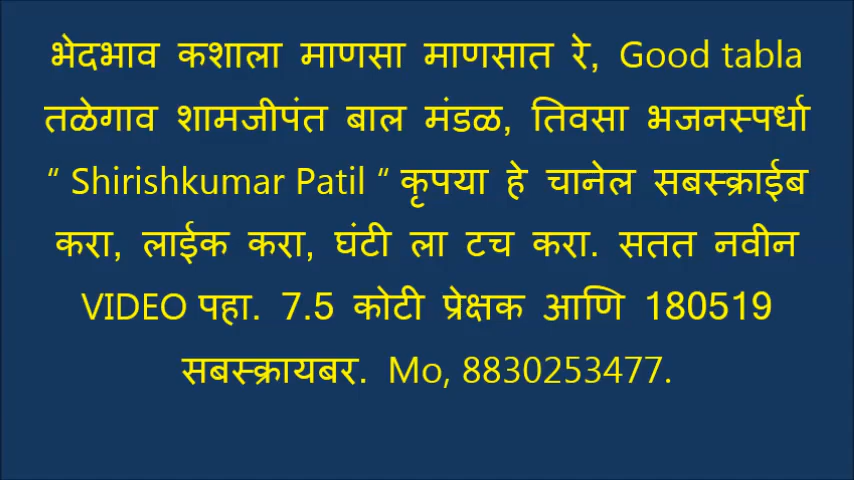 भेदभाव कशाला माणसा माणसात रे, Good tabla
तळेगाव शामजीपंत बाल मंडळ, तिवसा भजनस्पर्धा
“ Shirishkumar Patil “ कृपया हे चानेल सबस्क्राईब
करा, लाईक करा, घंटी ला टच करा. सतत नवीन
VIDEO पहा. 7.5 कोटी प्रेक्षक आणि 180519
सबस्क्रायबर. Mo, 8830253477.